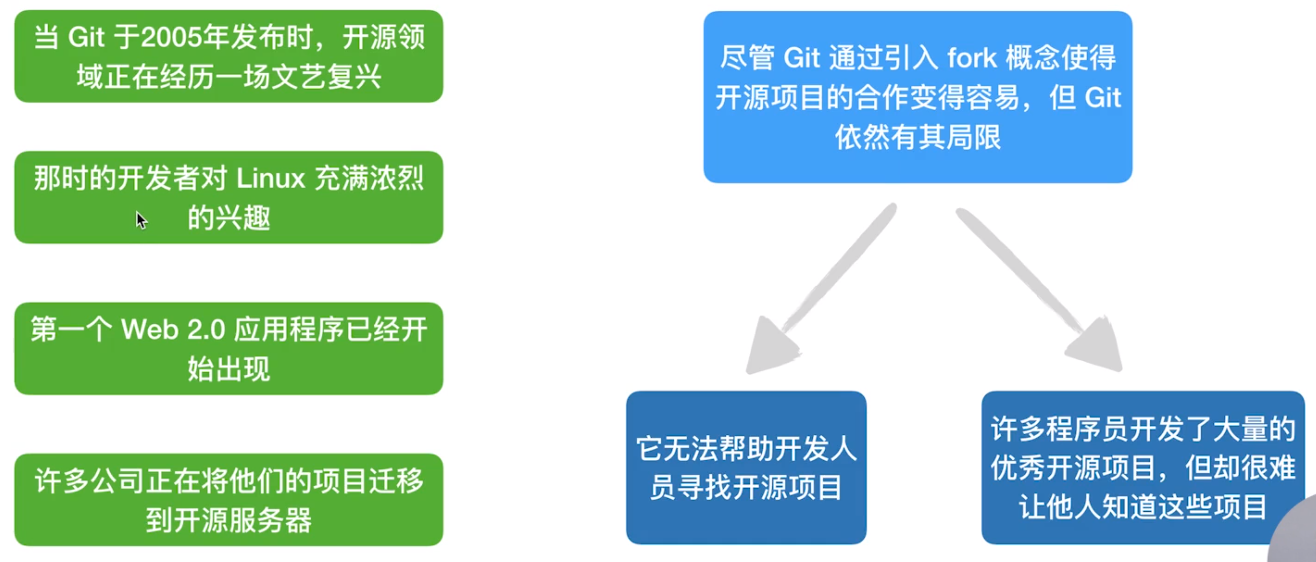 当 Git 于2005年发布时，开源领
域正在经历一场文艺复兴
那时的开发者对 Linux 充满浓烈
的兴趣
第一个 Web 2.0 应用程序已经开
始出现
许多公司正在将他们的项目迁移
到开源服务器
尽管 Git 通过引入 fork 概念使得
开源项目的合作变得容易，但 Git
依然有其局限
它无法帮助开发人
员寻找开源项目
许多程序员开发了大量的
优秀开源项目，但却很难
让他人知道这些项目